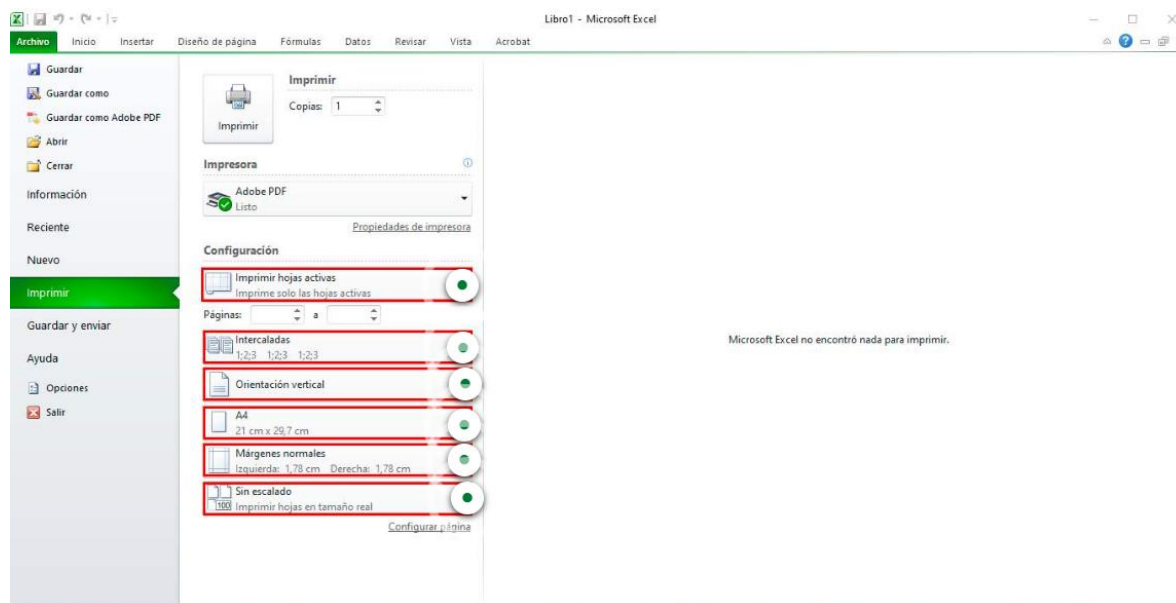 Libro1 - Microsoft Excel
Archivo Inicio Insertar Diseño de página Fórmulas Datos Revisar Vista Acrobat
Guardar
Guardar como
Guardar como Adobe PDF
Abrir
Cerrar
Información
Reciente
Nuevo
Imprimir
Guardar y enviar
Ayuda
Opciones
Salir
Imprimir
Imprimir
Copias: 1
Impresora
Adobe PDF
Listo
Propiedades de impresora
Configuración
Imprimir hojas activas
Imprime solo las hojas activas
Páginas: a
Intercaladas
1;2;3 1;2;3 1;2;3
Orientación vertical
A4
21 cm x 29,7 cm
Márgenes normales
Izquierda: 1,78 cm Derecha: 1,78 cm
Sin escalado
100 Imprimir hojas en tamaño real
Configurar página
Microsoft Excel no encontró nada para imprimir.